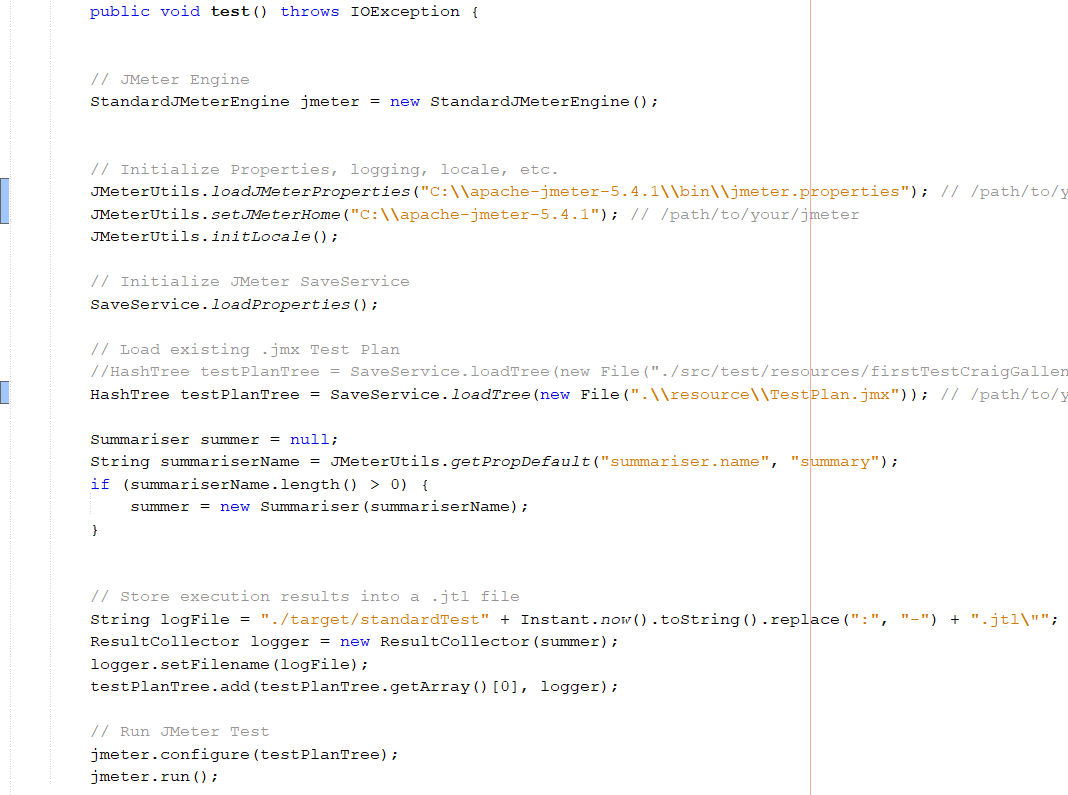 public void test() throws IOException {
// JMeter Engine
StandardJMeterEngine jmeter = new StandardJMeterEngine();
// Initialize Properties, logging, locale, etc.
JMeterUtils.loadJMeterProperties("C:\\apache-jmeter-5.4.1\\bin\\jmeter.properties"); // /path/to/y
JMeterUtils.setJMeterHome("C:\\apache-jmeter-5.4.1"); // /path/to/your/jmeter
JMeterUtils.initLocale();
// Initialize JMeter SaveService
SaveService.loadProperties();
// Load existing .jmx Test Plan
//HashTree testPlanTree = SaveService.loadTree(new File("./src/test/resources/firstTestCraigGallen
HashTree testPlanTree = SaveService.loadTree(new File(".\\resource\\TestPlan.jmx")); // /path/to/y
Summariser summer = null;
String summariserName = JMeterUtils.getPropDefault("summariser.name", "summary");
if (summariserName.length() > 0) {
summer = new Summariser(summariserName);
}
// Store execution results into a .jtl file
String logFile = "./target/standardTest" + Instant.now().toString().replace(":", "-") + ".jtl\"";
ResultCollector logger = new ResultCollector(summer);
logger.setFilename(logFile);
testPlanTree.add(testPlanTree.getArray()[0], logger);
// Run JMeter Test
jmeter.configure(testPlanTree);
jmeter.run();